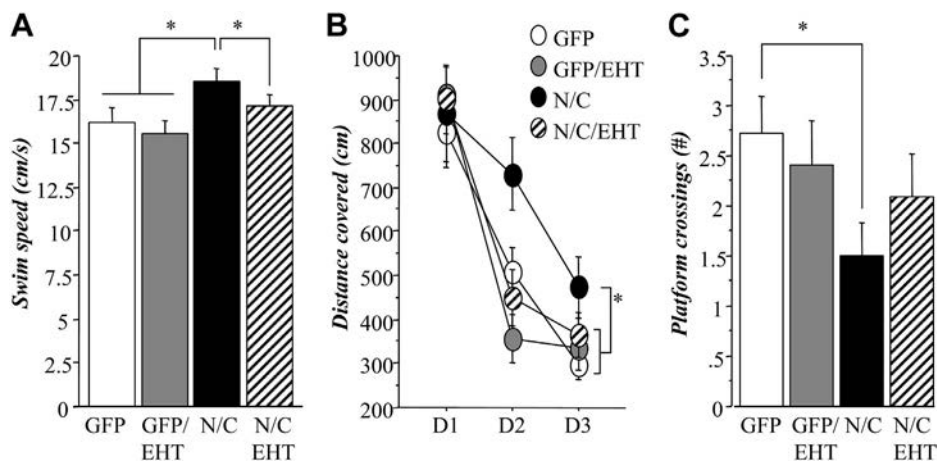 A
*
*
Swim speed (cm/s)
20
17.5
15
12.5
10
7.5
5
2.5
0
GFP
GFP/
EHT
N/C
N/C
EHT
B
GFP
GFP/EHT
N/C
N/C/EHT
Distance covered (cm)
1000
900
800
700
600
500
400
300
200
*
D1
D2
D3
C
*
Platform crossings (#)
3.5
3
2.5
2
1.5
1
.5
0
GFP
GFP/
EHT
N/C
N/C
EHT